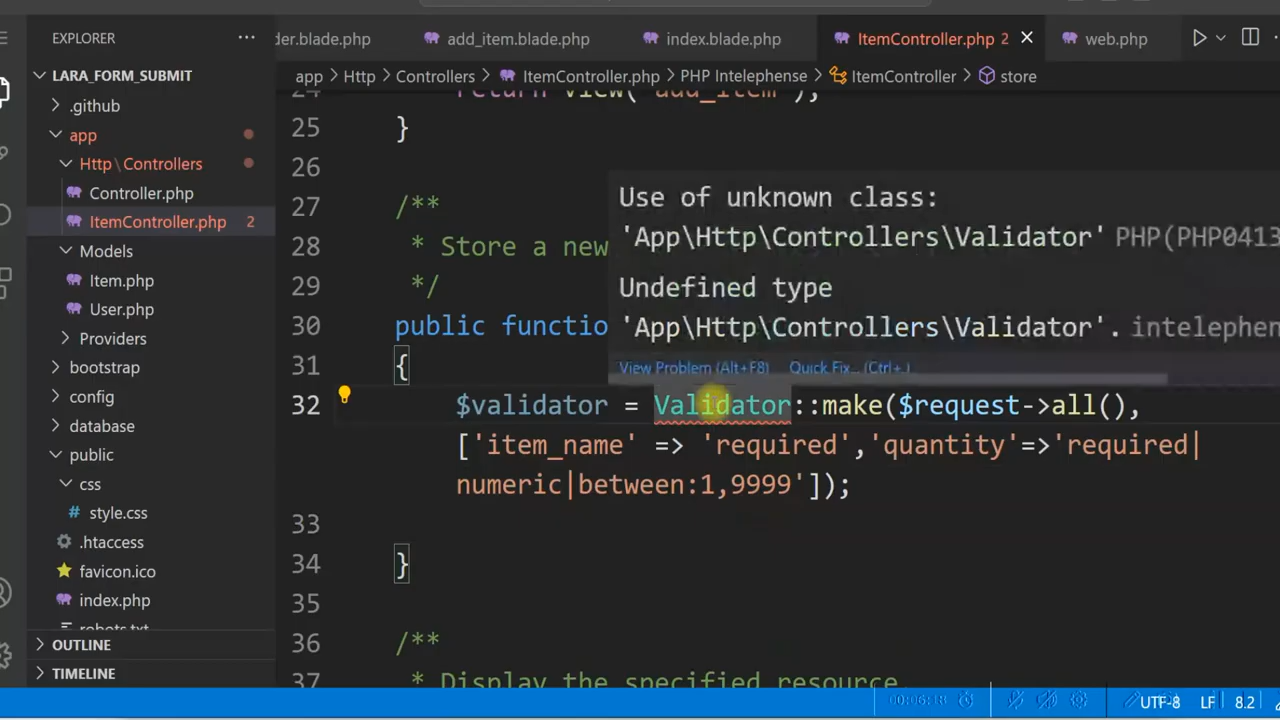 EXPLORER
LARA_FORM_SUBMIT
.github
app
Http\Controllers
Controller.php
ItemController.php 2
Models
Item.php
User.php
Providers
bootstrap
config
database
public
css
style.css
.htaccess
favicon.ico
index.php
robots.txt
OUTLINE
TIMELINE
der.blade.php add_item.blade.php index.blade.php ItemController.php 2 web.php
app > Http > Controllers > ItemController.php > PHP Intelephense > ItemController > store
24 return view('add_item');
25 }
26
27 /**
28 * Store a new
29 */
30 public functio
31 {
32 $validator = Validator::make($request->all(),
['item_name' => 'required','quantity'=>'required|
numeric|between:1,9999']);
33
34 }
35
36 /**
37 * Display the specified resource.
Use of unknown class:
'App\Http\Controllers\Validator' PHP(PHP0413
Undefined type
'App\Http\Controllers\Validator'. intelephen
View Problem (Alt+F8) Quick Fix... (Ctrl+.)
UTF-8 LF 8.2